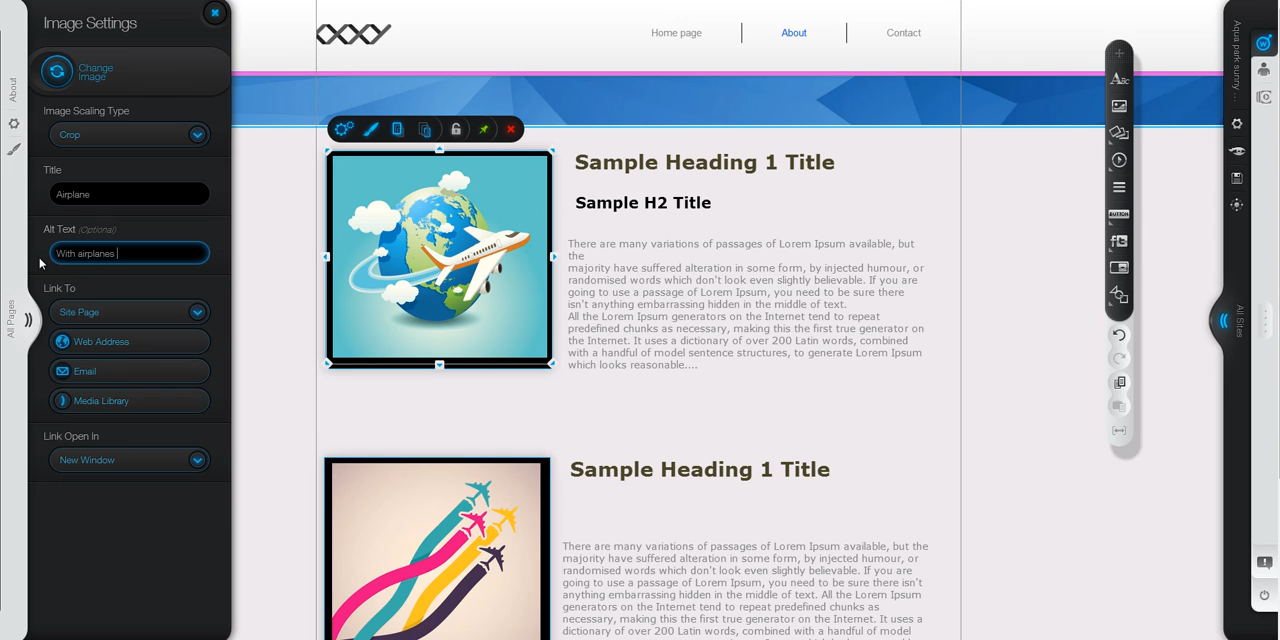 Image Settings
Change
Image
Image Scaling Type
Crop
Title
Airplane
Alt Text (Optional)
With airplanes
Link To
Site Page
Web Address
Email
Media Library
Link Open In
New Window
About
All Pages
Home page
About
Contact
Sample Heading 1 Title
Sample H2 Title
There are many variations of passages of Lorem Ipsum available, but
the
majority have suffered alteration in some form, by injected humour, or
randomised words which don't look even slightly believable. If you are
going to use a passage of Lorem Ipsum, you need to be sure there
isn't anything embarrassing hidden in the middle of text.
All the Lorem Ipsum generators on the Internet tend to repeat
predefined chunks as necessary, making this the first true generator on
the Internet. It uses a dictionary of over 200 Latin words, combined
with a handful of model sentence structures, to generate Lorem Ipsum
which looks reasonable....
Sample Heading 1 Title
There are many variations of passages of Lorem Ipsum available, but the
majority have suffered alteration in some form, by injected humour, or
randomised words which don't look even slightly believable. If you are
going to use a passage of Lorem Ipsum, you need to be sure there isn't
anything embarrassing hidden in the middle of text. All the Lorem Ipsum
generators on the Internet tend to repeat predefined chunks as
necessary, making this the first true generator on the Internet. It uses a
dictionary of over 200 Latin words, combined with a handful of model
ABC
BUTTON
Aqua park sunny ...
All Sites